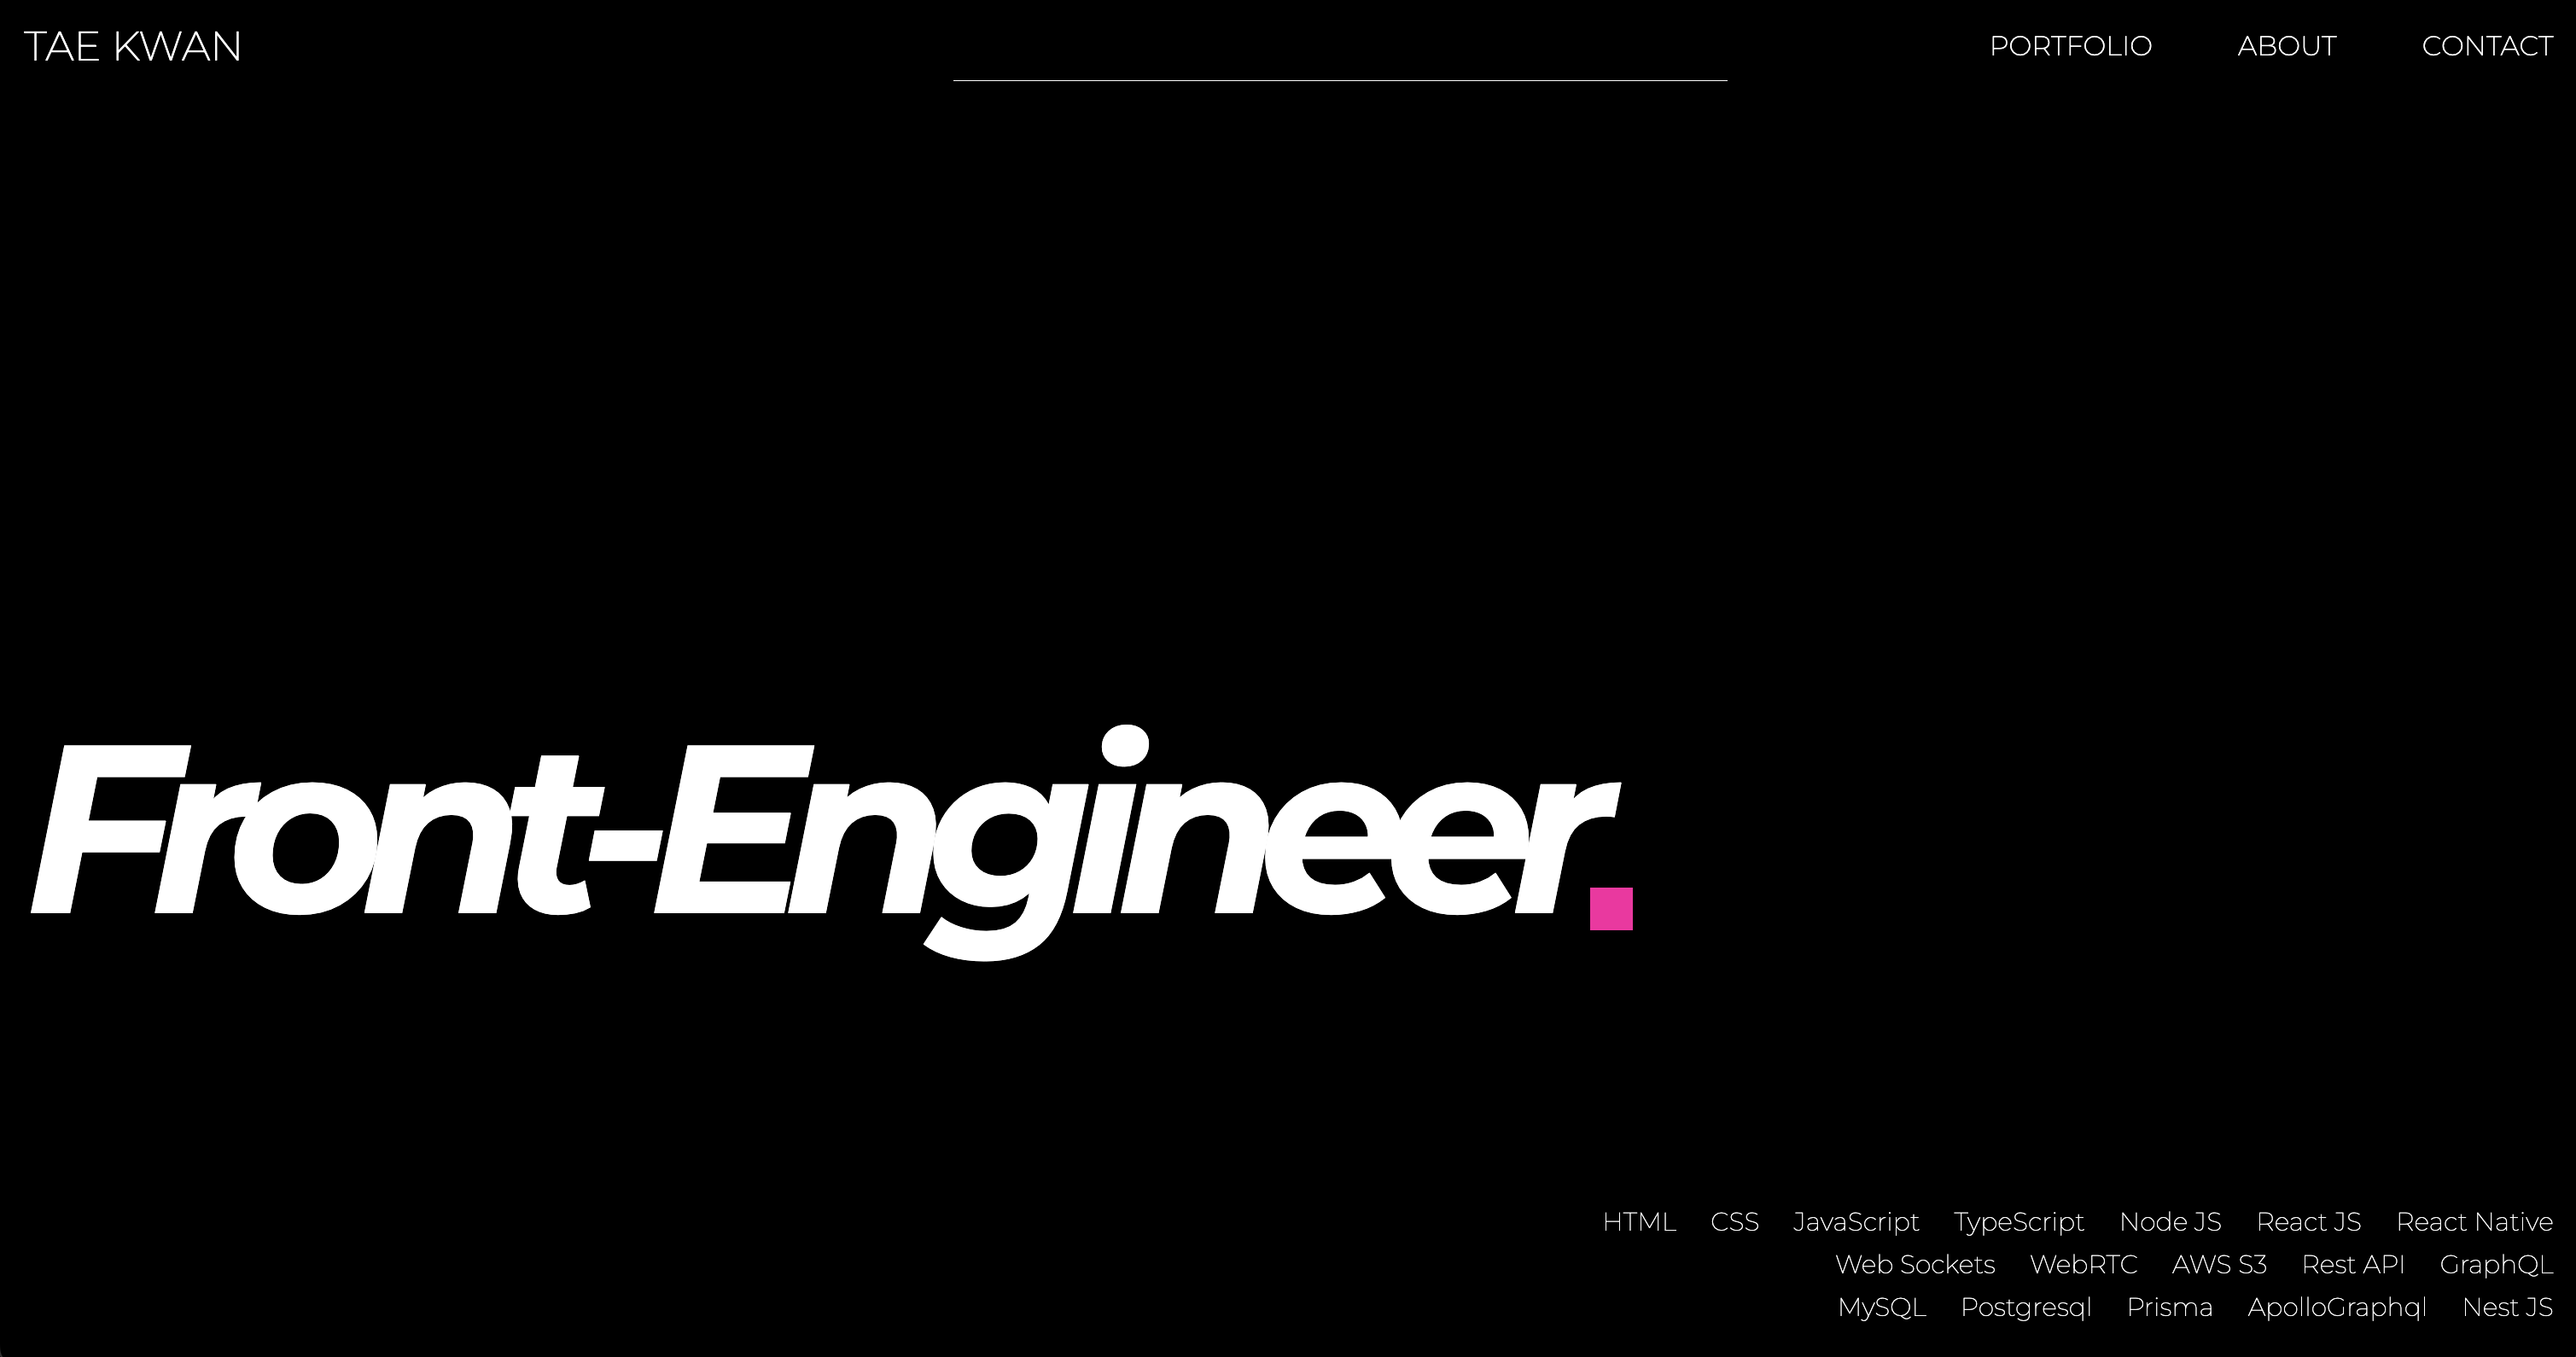 TAE KWAN PORTFOLIO ABOUT CONTACT
Front-Engineer.
HTML CSS JavaScript TypeScript Node JS React JS React Native
Web Sockets WebRTC AWS S3 Rest API GraphQL
MySQL Postgresql Prisma ApolloGraphql Nest JS